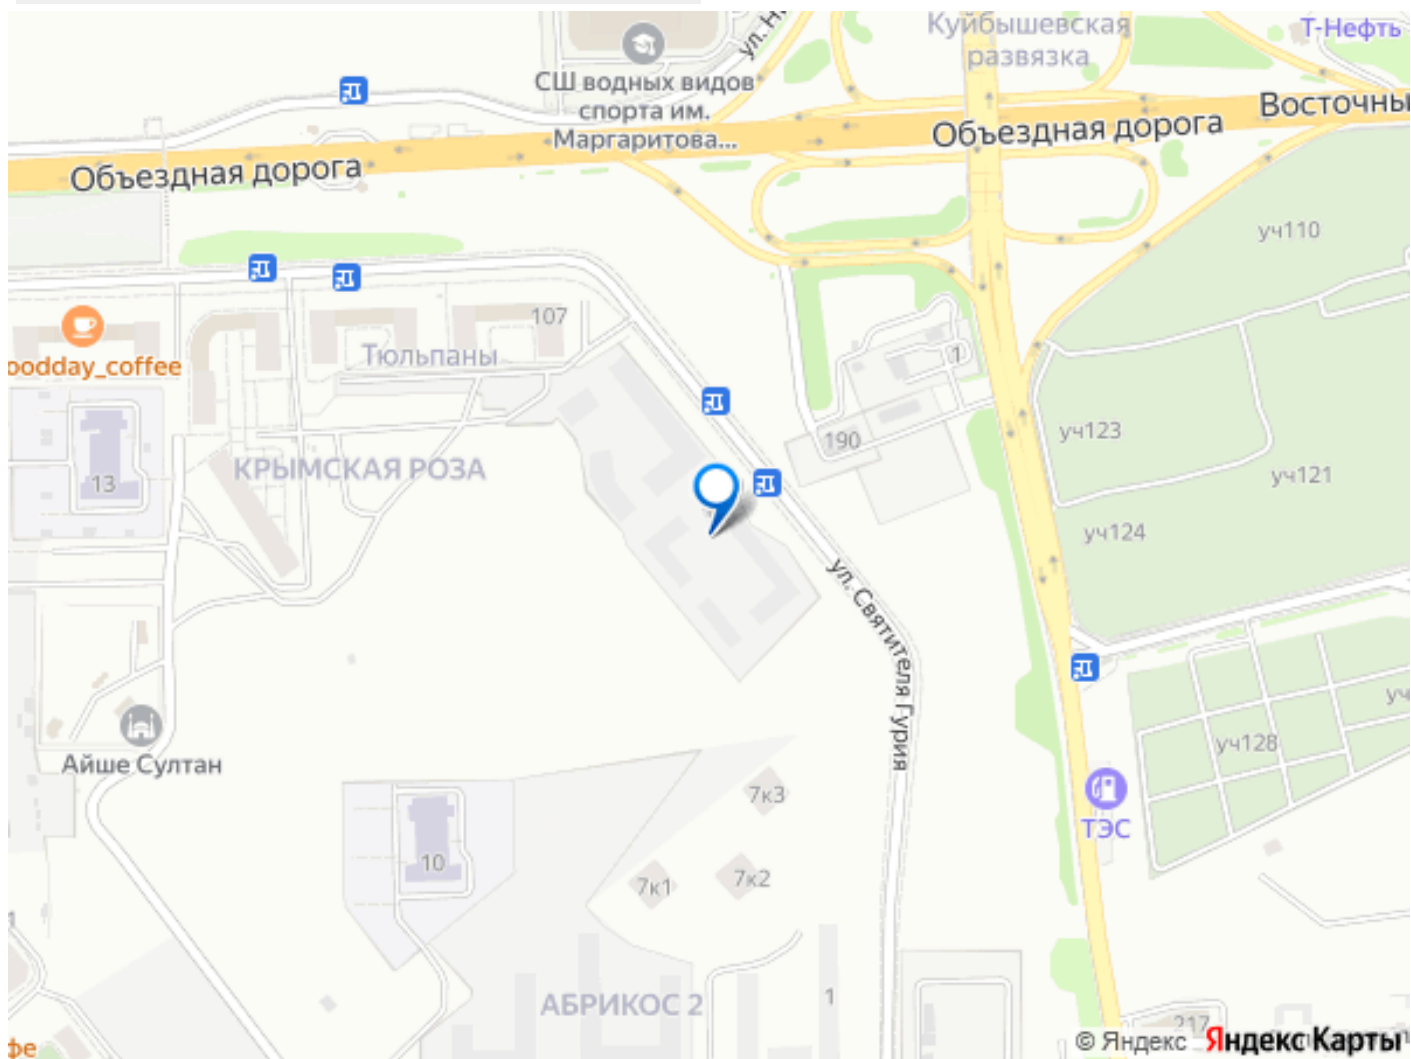 Куйбышевская
развязка
Т-Нефть
ул. Н
СШ водных видов
спорта им.
Маргаритова...
Восточны
Объездная дорога
Объездная дорога
уч110
107
oodday_coffee
Тюльпаны
1
190
уч123
КРЫМСКАЯ РОЗА
13
уч121
уч124
ул. Святителя Гурия
уч
уч128
Айше Султан
7к3
ТЭС
10
7к1
7к2
1
АБРИКОС 2
1
217
фе
© Яндекс
Яндекс Карты